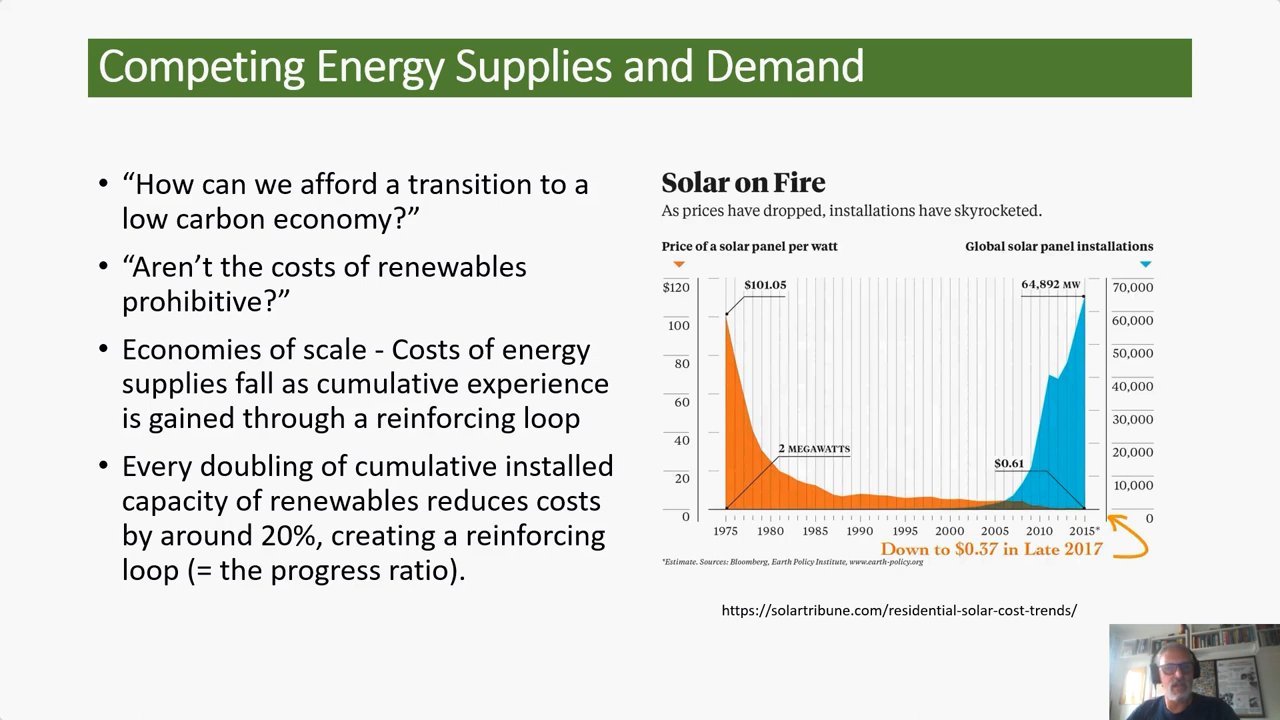 Competing Energy Supplies and Demand
• “How can we afford a transition to a
low carbon economy?”
• “Aren’t the costs of renewables
prohibitive?”
• Economies of scale - Costs of energy
supplies fall as cumulative experience
is gained through a reinforcing loop
• Every doubling of cumulative installed
capacity of renewables reduces costs
by around 20%, creating a reinforcing
loop (= the progress ratio).
Solar on Fire
As prices have dropped, installations have skyrocketed.
Price of a solar panel per watt
Global solar panel installations
$120
100
80
60
40
20
0
$101.05
2 MEGAWATTS
64,892 MW
$0.61
70,000
60,000
50,000
40,000
30,000
20,000
10,000
0
1975 1980 1985 1990 1995 2000 2005 2010 2015*
Down to $0.37 in Late 2017
*Estimate. Sources: Bloomberg, Earth Policy Institute, www.earth-policy.org
https://solartribune.com/residential-solar-cost-trends/